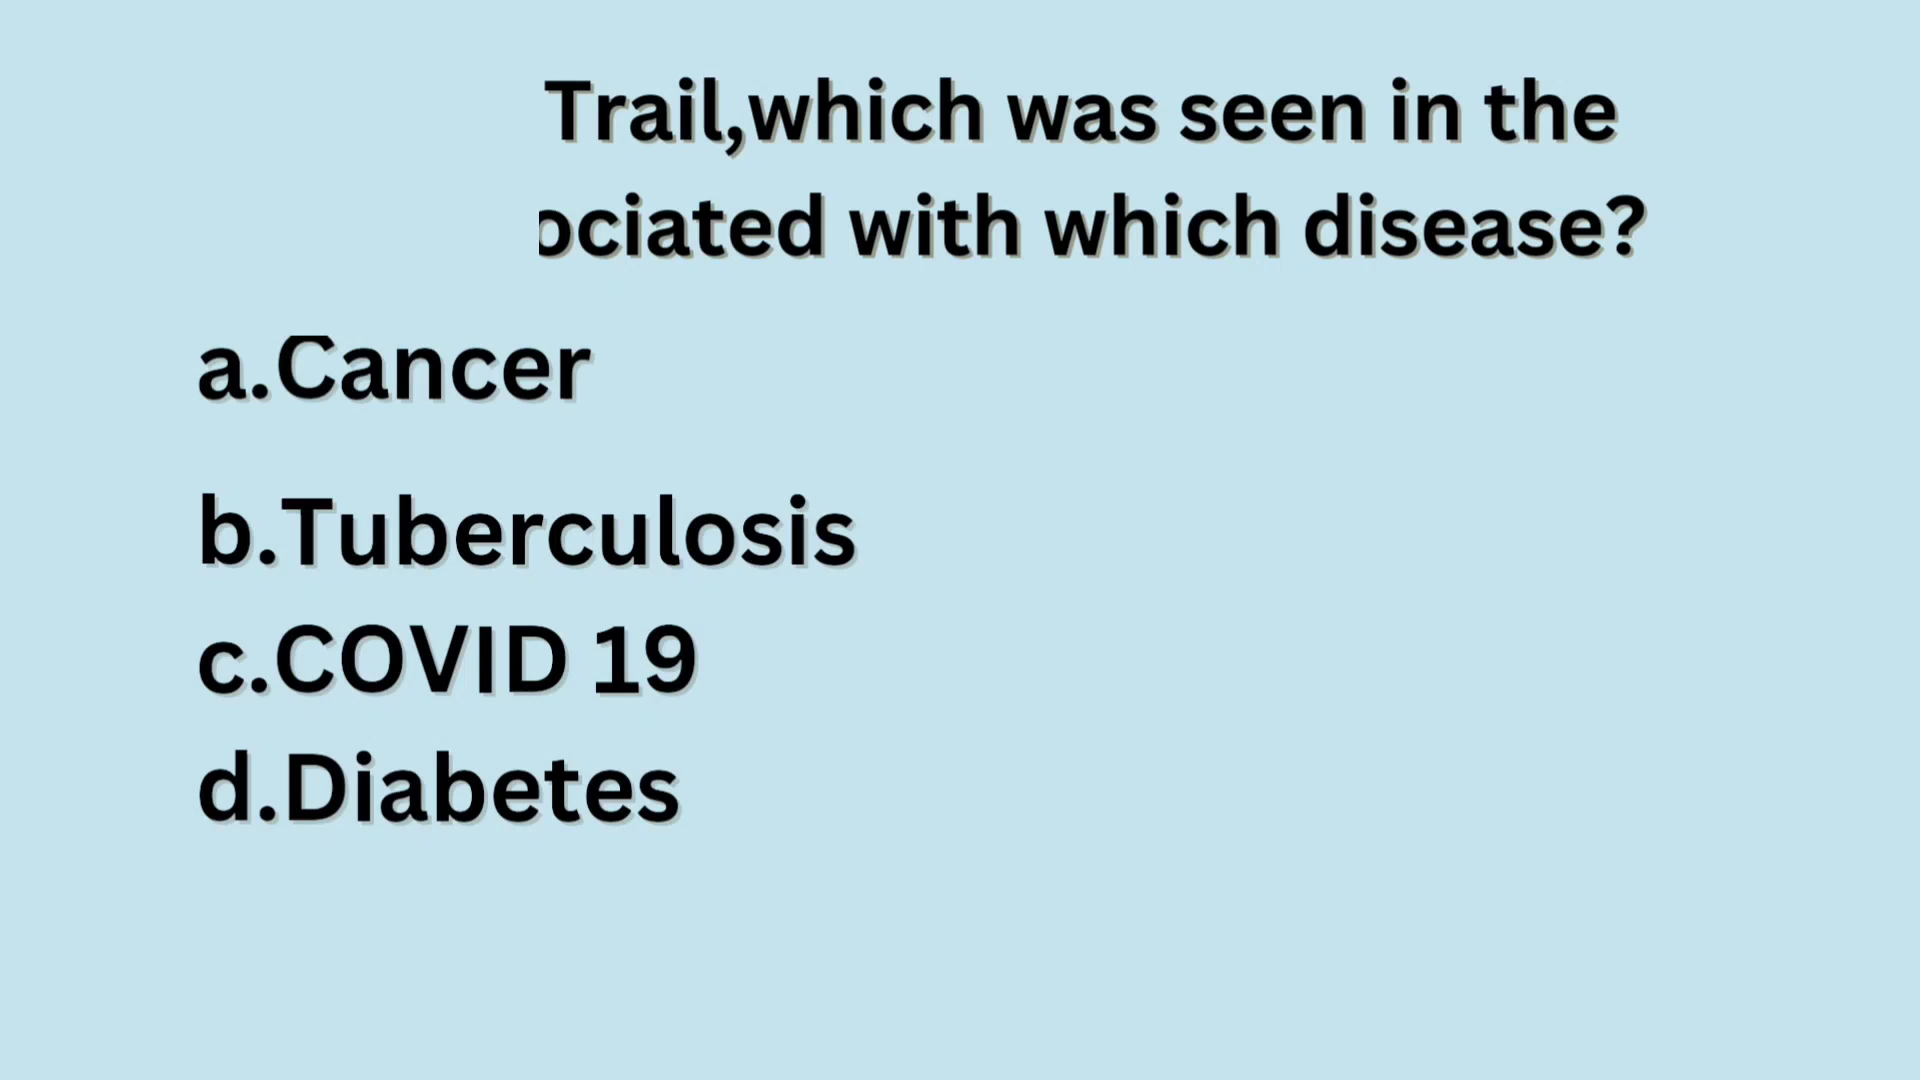 Trail,which was seen in the
ociated with which disease?
a.Cancer
b.Tuberculosis
c.COVID 19
d.Diabetes